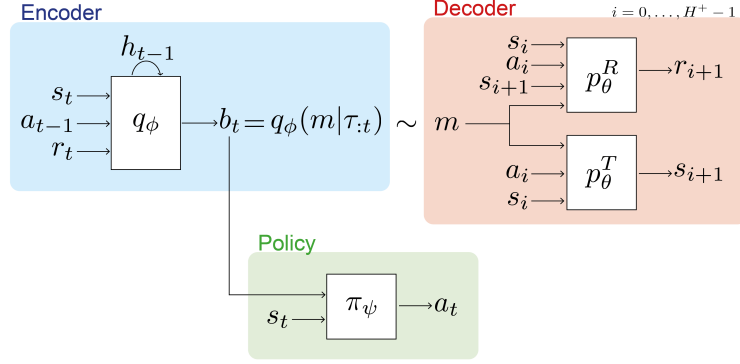 Encoder
h_{t-1}
s_t
a_{t-1}
r_t
q_ϕ
b_t = q_ϕ(m|τ_{:t}) ∼ m
Decoder
i = 0, . . . , H^+ − 1
s_i
a_i
s_{i+1}
p_θ^R
r_{i+1}
a_i
s_i
p_θ^T
s_{i+1}
Policy
s_t
π_ψ
a_t